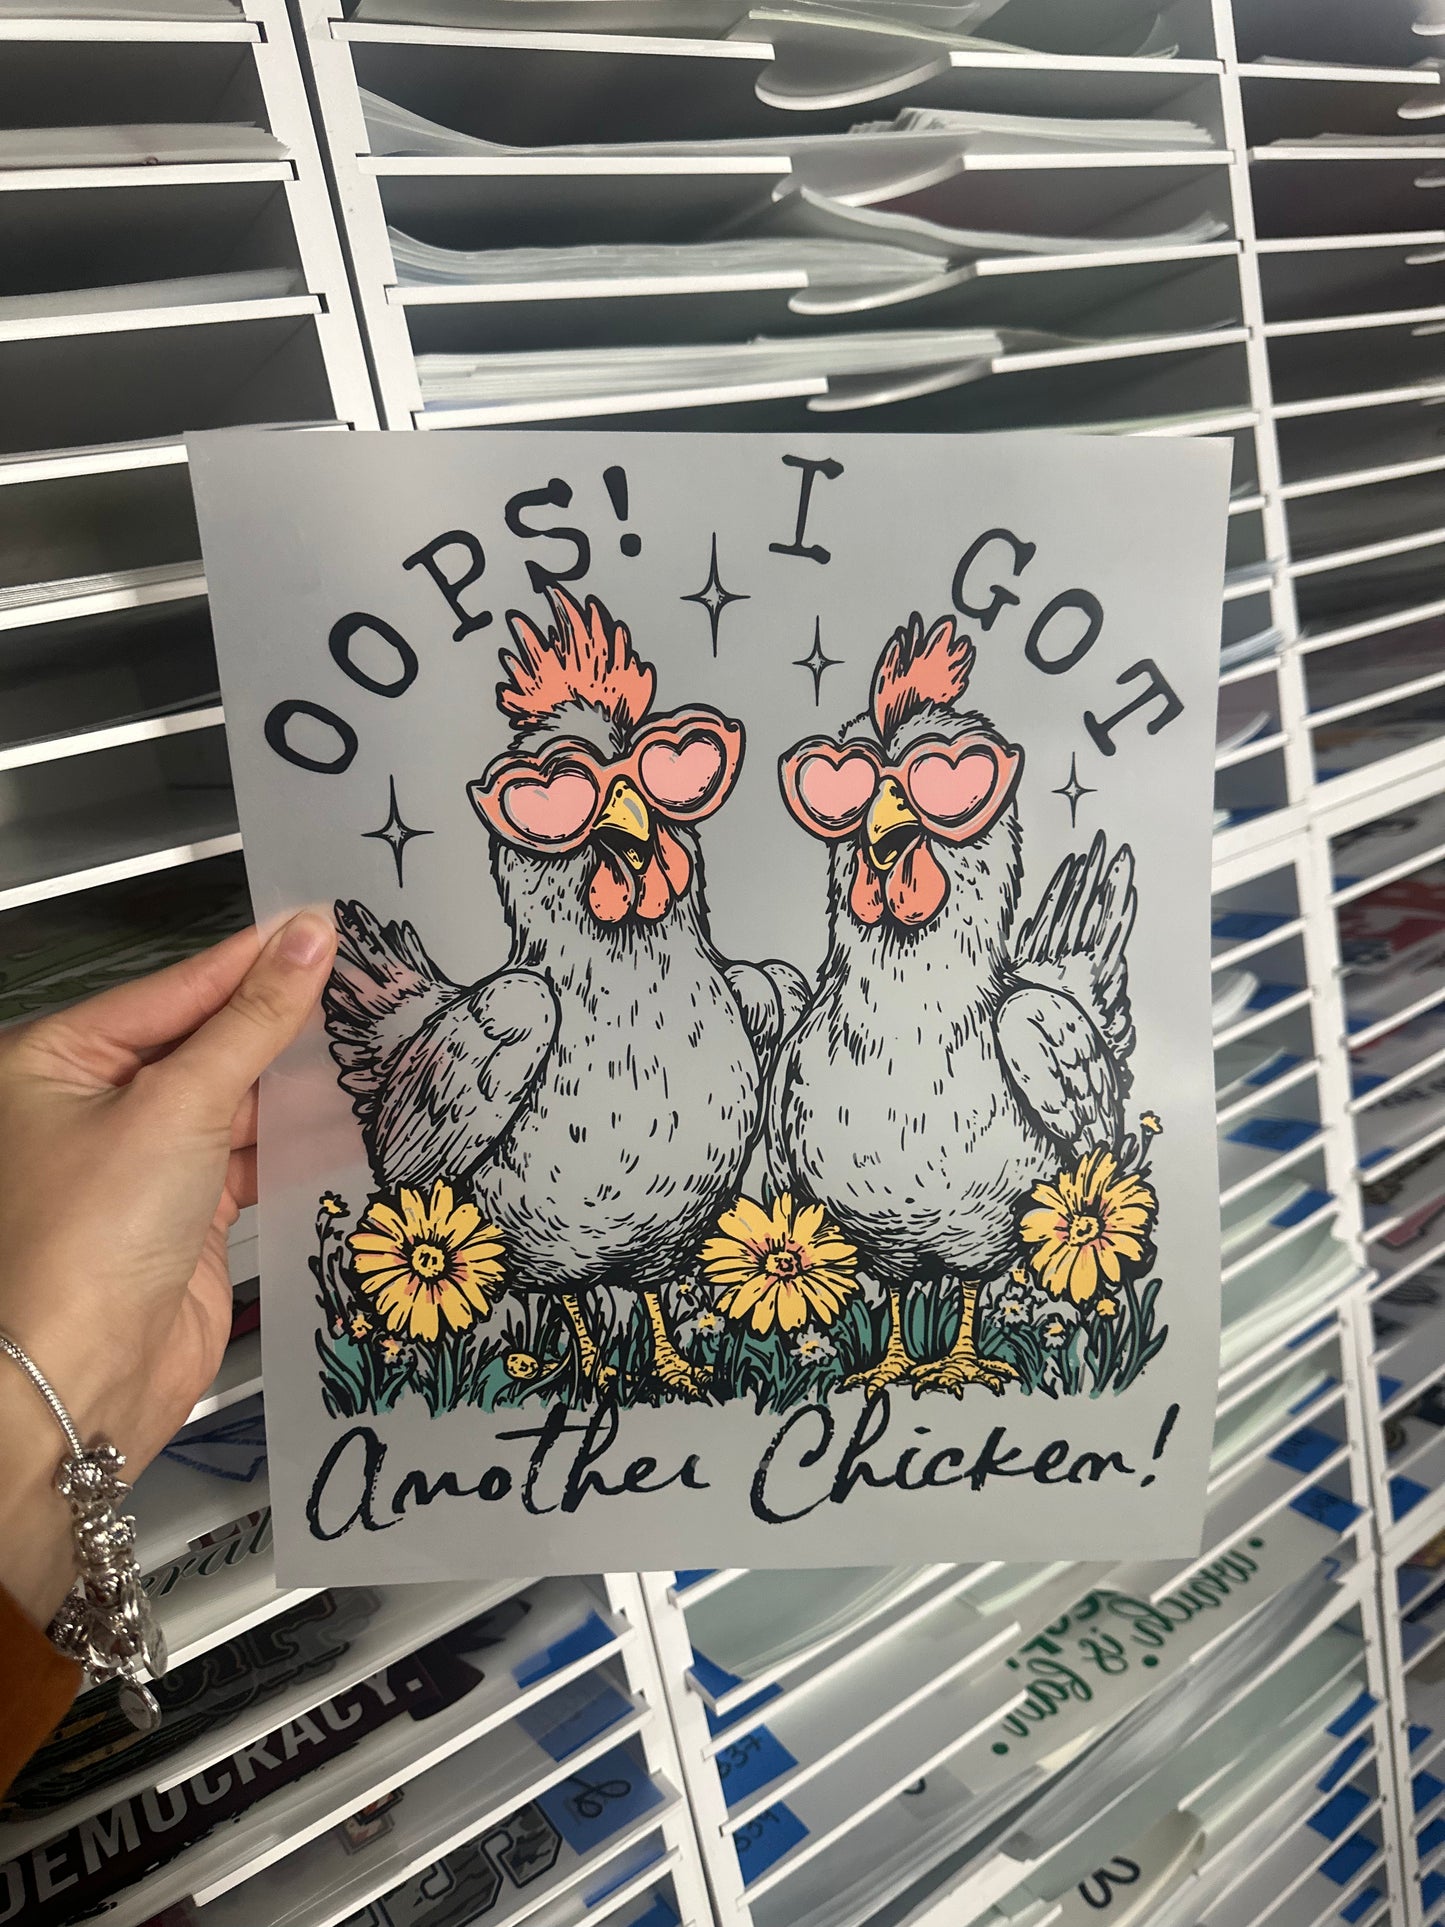 OOPS! I GOT
Another Chicken!
DEMOCRACY.